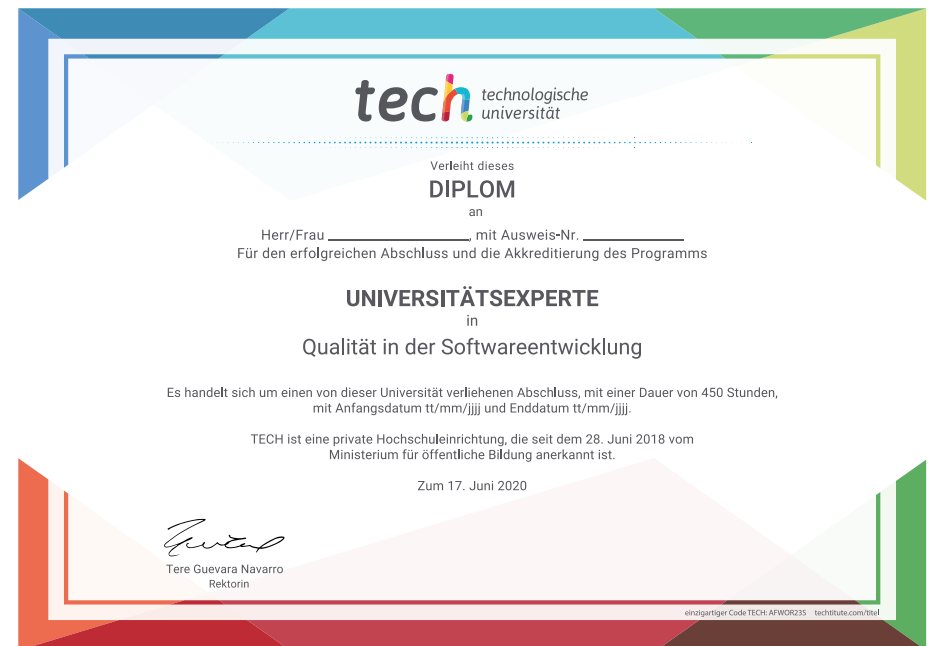 tech technologische
universität
Verleiht dieses
DIPLOM
an
Herr/Frau ____________________, mit Ausweis-Nr. ______________
Für den erfolgreichen Abschluss und die Akkreditierung des Programms
UNIVERSITÄTSEXPERTE
in
Qualität in der Softwareentwicklung
Es handelt sich um einen von dieser Universität verliehenen Abschluss, mit einer Dauer von 450 Stunden,
mit Anfangsdatum tt/mm/jjjj und Enddatum tt/mm/jjjj.
TECH ist eine private Hochschuleinrichtung, die seit dem 28. Juni 2018 vom
Ministerium für öffentliche Bildung anerkannt ist.
Zum 17. Juni 2020
Tere Guevara Navarro
Rektorin
einzigartiger Code TECH: AFWOR23S techtitute.com/titel